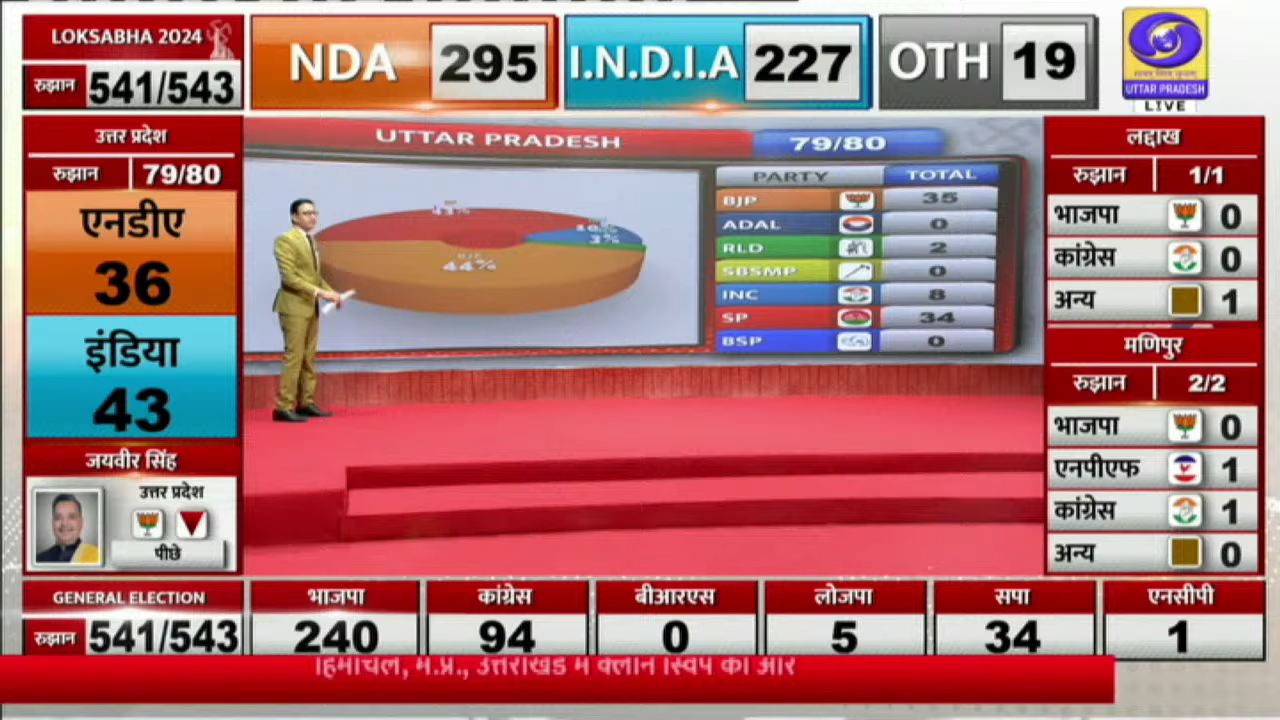 LOKSABHA 2024
रुझान 541/543
NDA 295
I.N.D.I.A 227
OTH 19
UTTAR PRADESH
LIVE
उत्तर प्रदेश
रुझान 79/80
एनडीए
36
इंडिया
43
जयवीर सिंह
उत्तर प्रदेश
पीछे
UTTAR PRADESH 79/80
44%
3%
PARTY TOTAL
BJP 35
ADAL 0
RLD 2
SBSMP 0
INC 8
SP 34
BSP 0
लद्दाख
रुझान 1/1
भाजपा 0
कांग्रेस 0
अन्य 1
मणिपुर
रुझान 2/2
भाजपा 0
एनपीएफ 1
कांग्रेस 1
अन्य 0
GENERAL ELECTION
रुझान 541/543
भाजपा 240
कांग्रेस 94
बीआरएस 0
लोजपा 5
सपा 34
एनसीपी 1
हिमाचल, म.प्र., उत्तराखंड में क्लीन स्विप की ओर